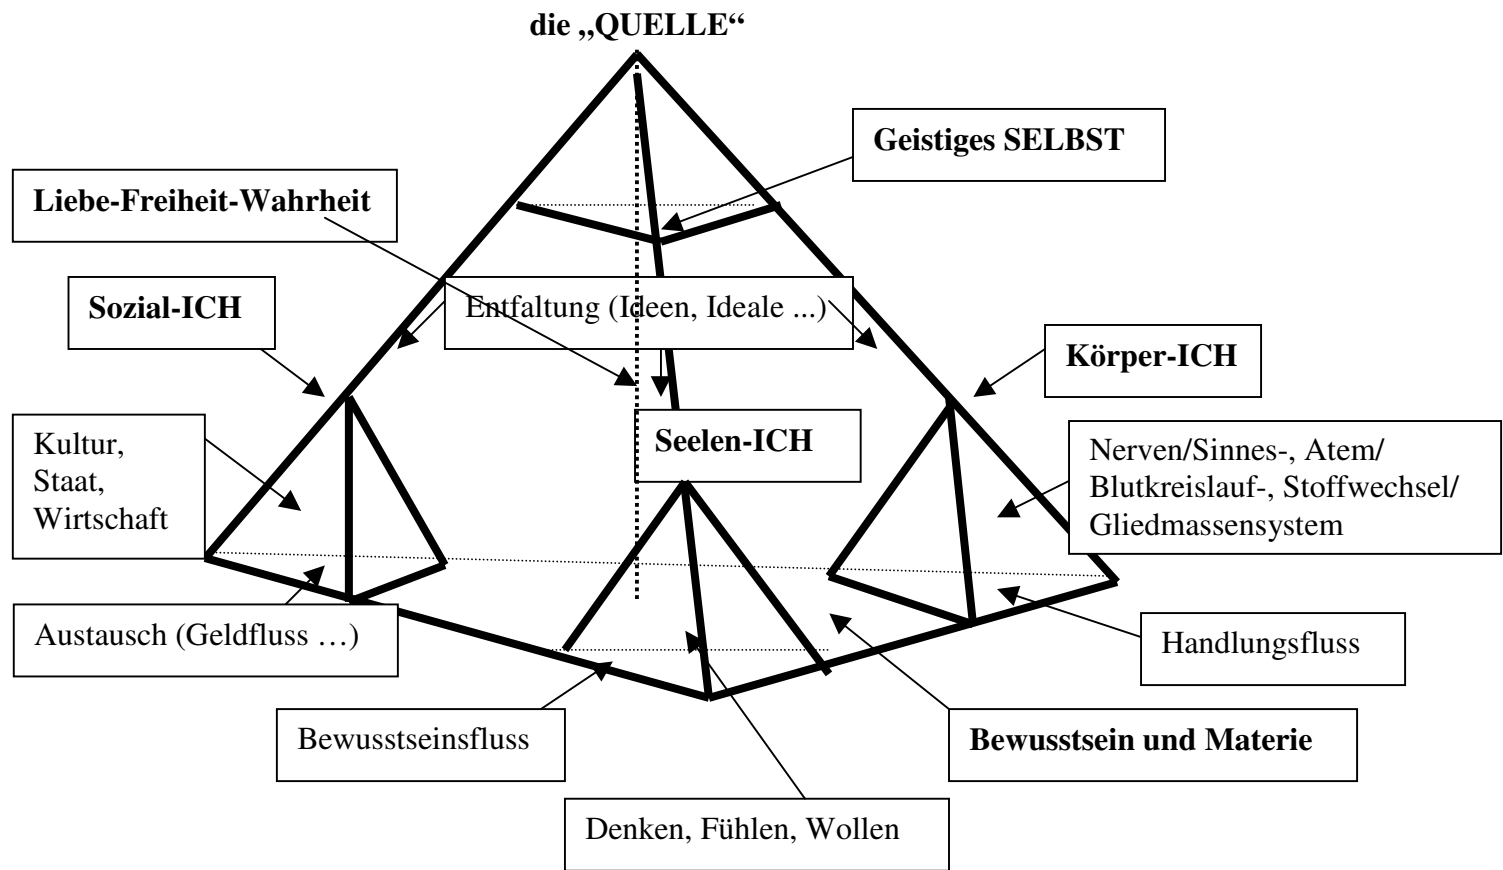 die „QUELLE“
Geistiges SELBST
Liebe-Freiheit-Wahrheit
Sozial-ICH
Entfaltung (Ideen, Ideale ...)
Körper-ICH
Kultur,
Staat,
Wirtschaft
Seelen-ICH
Nerven/Sinnes-, Atem/
Blutkreislauf-, Stoffwechsel/
Gliedmassensystem
Austausch (Geldfluss …)
Handlungsfluss
Bewusstseinsfluss
Bewusstsein und Materie
Denken, Fühlen, Wollen